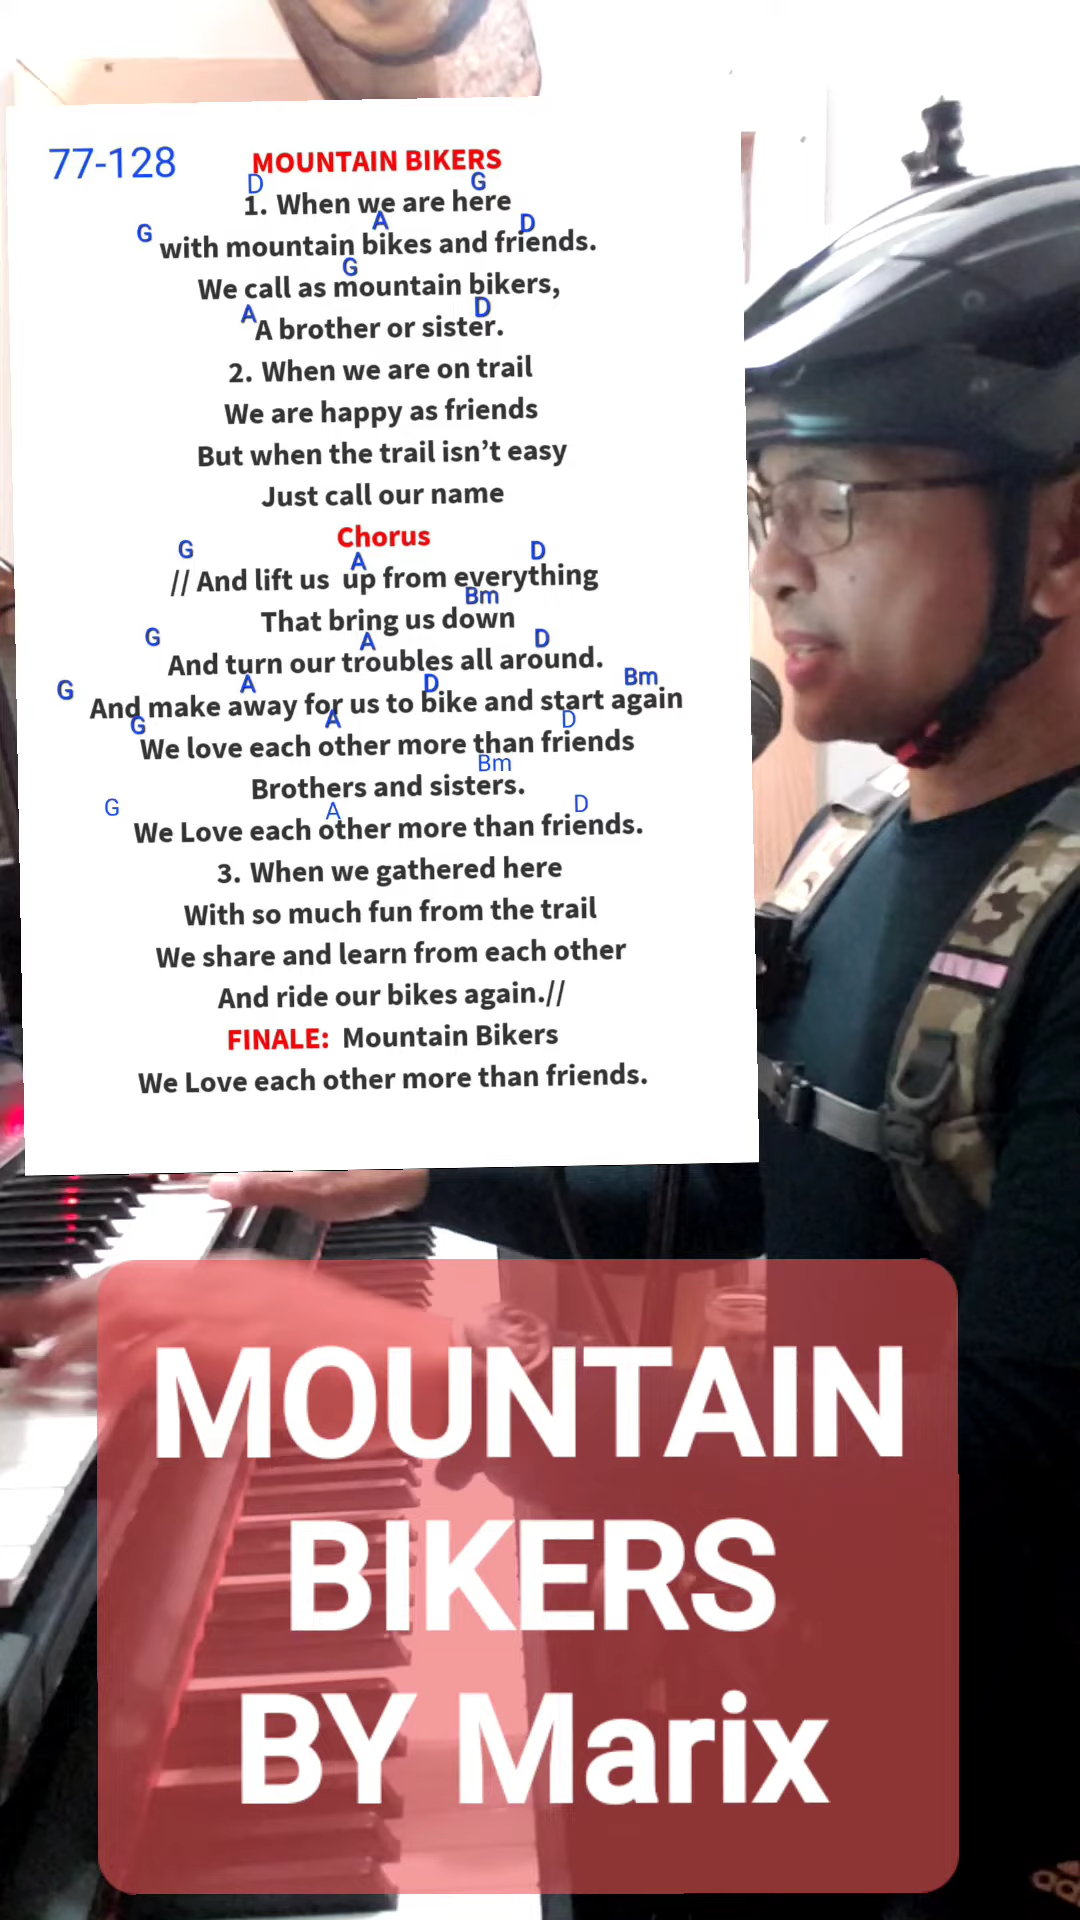 77-128
MOUNTAIN BIKERS
D G
1. When we are here
G A D
with mountain bikes and friends.
G
We call as mountain bikers,
A D
A brother or sister.
2. When we are on trail
We are happy as friends
But when the trail isn’t easy
Just call our name
Chorus
G A D
// And lift us up from everything
Bm
That bring us down
G A D
And turn our troubles all around.
G A D Bm
And make away for us to bike and start again
G A D
We love each other more than friends
Bm
Brothers and sisters.
G A D
We Love each other more than friends.
3. When we gathered here
With so much fun from the trail
We share and learn from each other
And ride our bikes again.//
FINALE: Mountain Bikers
We Love each other more than friends.
MOUNTAIN
BIKERS
BY Marix